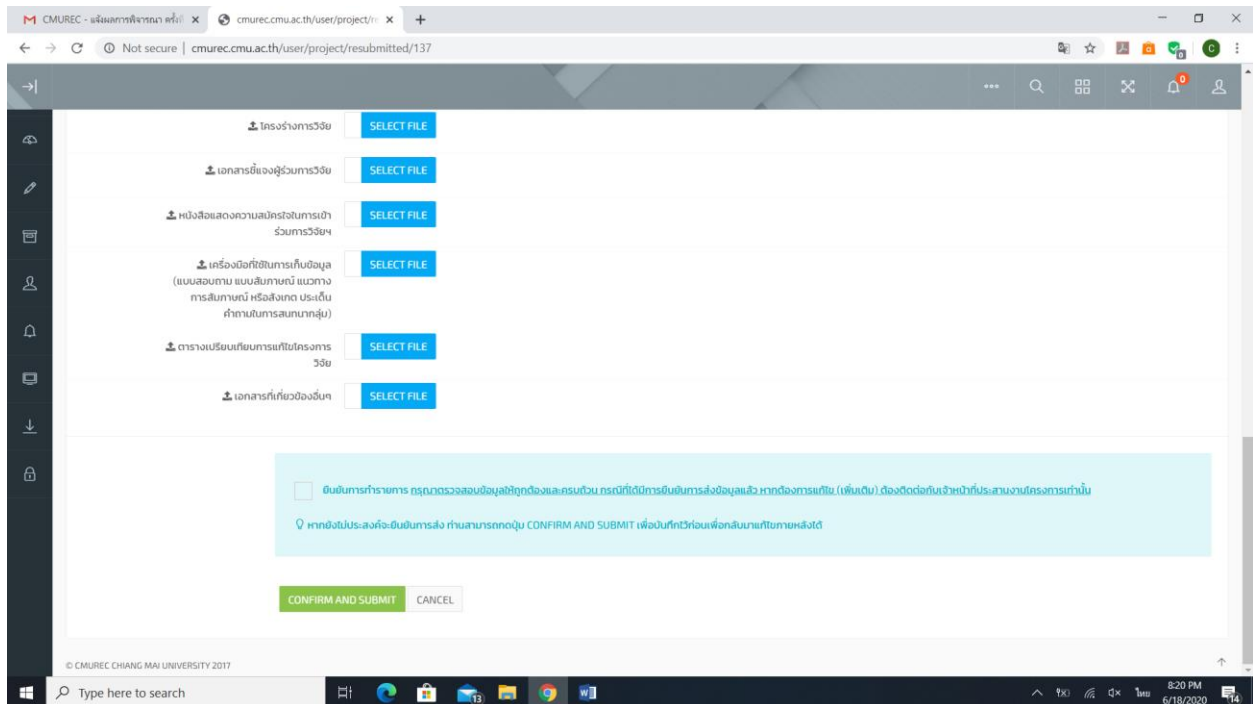 CMUREC - แจ้งผลการพิจารณา ครั้งที่
cmurec.cmu.ac.th/user/project/re
Not secure | cmurec.cmu.ac.th/user/project/resubmitted/137
C
0
โครงร่างการวิจัย SELECT FILE
เอกสารชี้แจงผู้ร่วมการวิจัย SELECT FILE
หนังสือแสดงความสมัครใจในการเข้า SELECT FILE
ร่วมการวิจัยฯ
เครื่องมือที่ใช้ในการเก็บข้อมูล SELECT FILE
(แบบสอบถาม แบบสัมภาษณ์ แนวทาง
การสัมภาษณ์ หรือสังเกต ประเด็น
คำถามในการสนทนากลุ่ม)
ตารางเปรียบเทียบการแก้ไขโครงการ SELECT FILE
วิจัย
เอกสารที่เกี่ยวข้องอื่นๆ SELECT FILE
ยืนยันการทำรายการ กรุณาตรวจสอบข้อมูลให้ถูกต้องและครบถ้วน กรณีที่ได้มีการยืนยันการส่งข้อมูลแล้ว หากต้องการแก้ไข (เพิ่มเติม) ต้องติดต่อกับเจ้าหน้าที่ประสานงานโครงการเท่านั้น
หากยังไม่ประสงค์จะยืนยันการส่ง ท่านสามารถกดปุ่ม CONFIRM AND SUBMIT เพื่อบันทึกไว้ก่อนเพื่อกลับมาแก้ไขภายหลังได้
CONFIRM AND SUBMIT CANCEL
© CMUREC CHIANG MAI UNIVERSITY 2017
Type here to search
13
ไทย
8:20 PM
6/18/2020
14